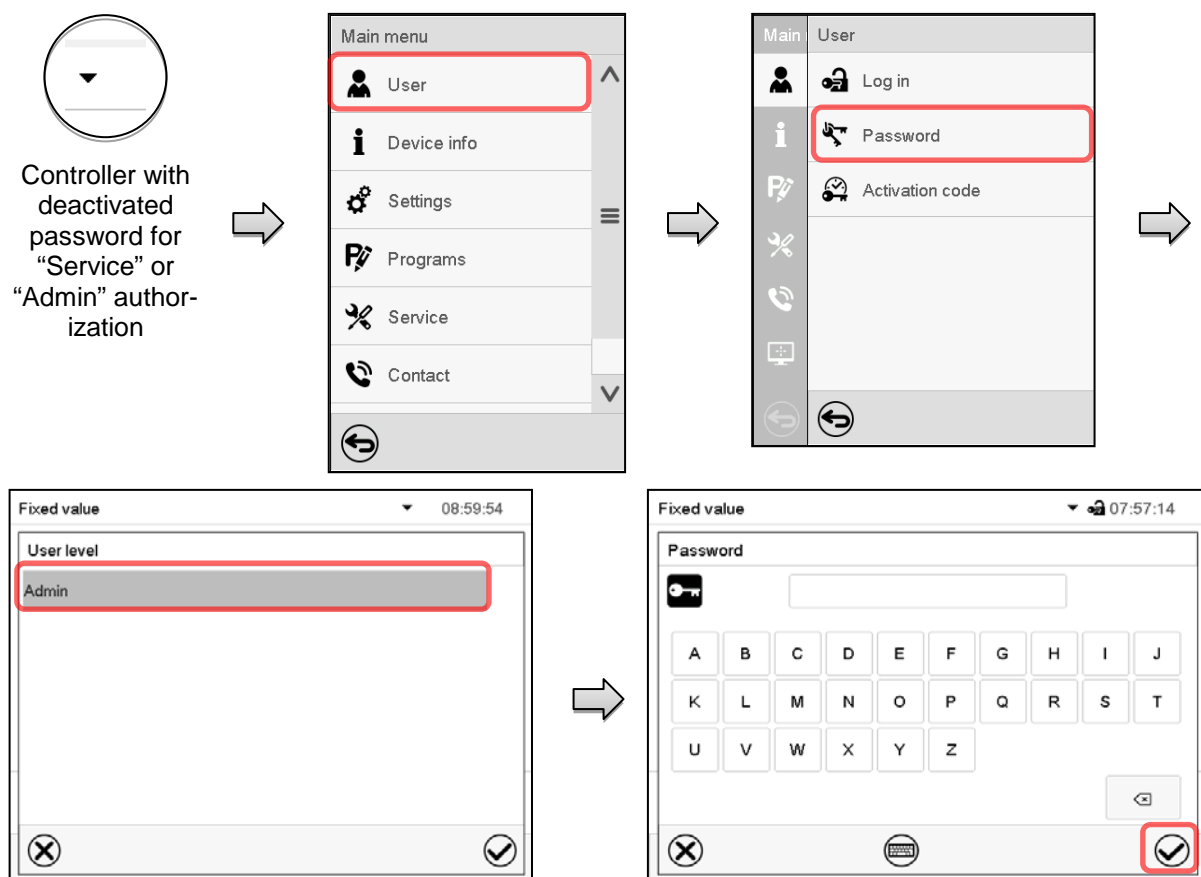 Controller with
deactivated
password for
“Service” or
“Admin” author-
ization
Main menu
User
Device info
Settings
Programs
Service
Contact
Main
User
Log in
Password
Activation code
Fixed value 08:59:54
User level
Admin
Fixed value 07:57:14
Password
A B C D E F G H I J
K L M N O P Q R S T
U V W X Y Z